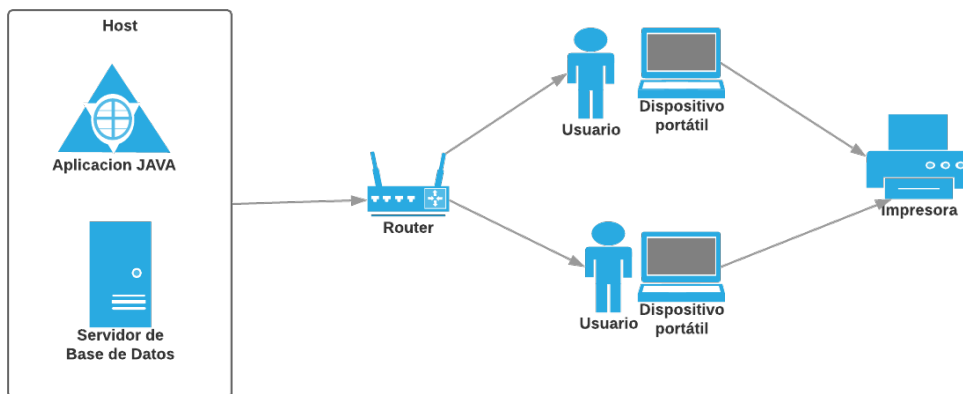 Host
Aplicacion JAVA
Servidor de
Base de Datos
Router
Usuario
Dispositivo
portátil
Usuario
Dispositivo
portátil
Impresora